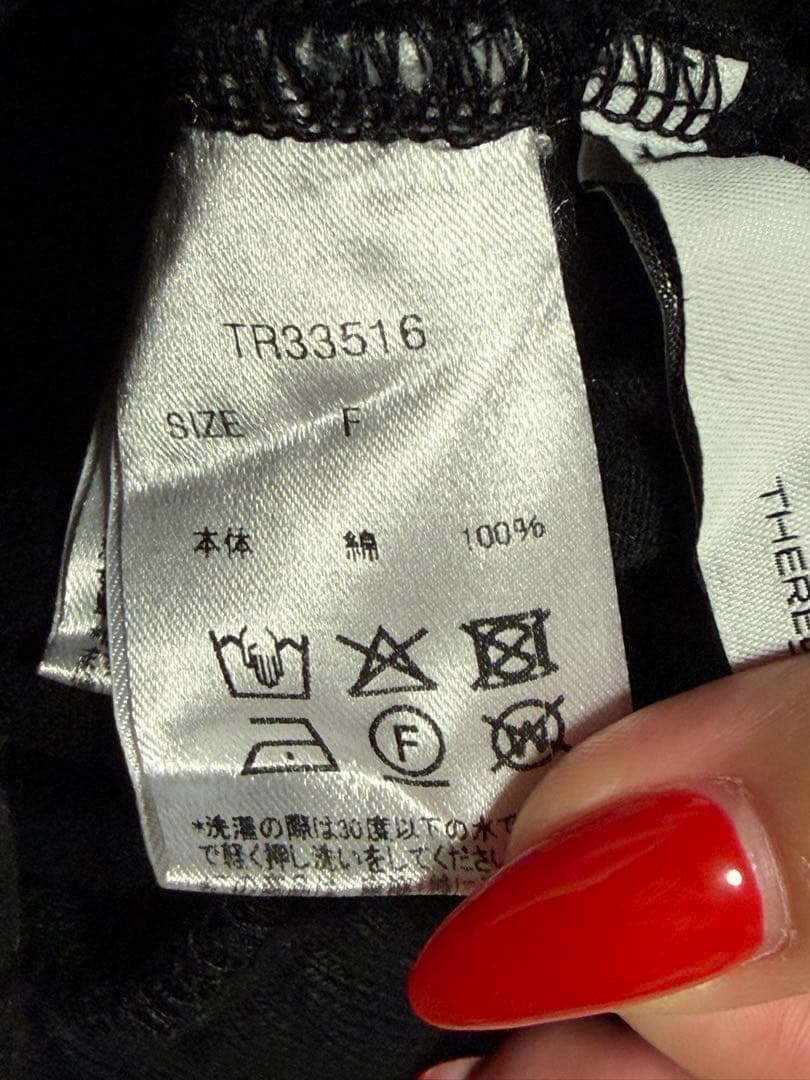 TR33516
SIZE F
本体 綿 100%
F
W
*洗濯の際は30度以下の水で
で軽く押し洗いをしてください
THERE